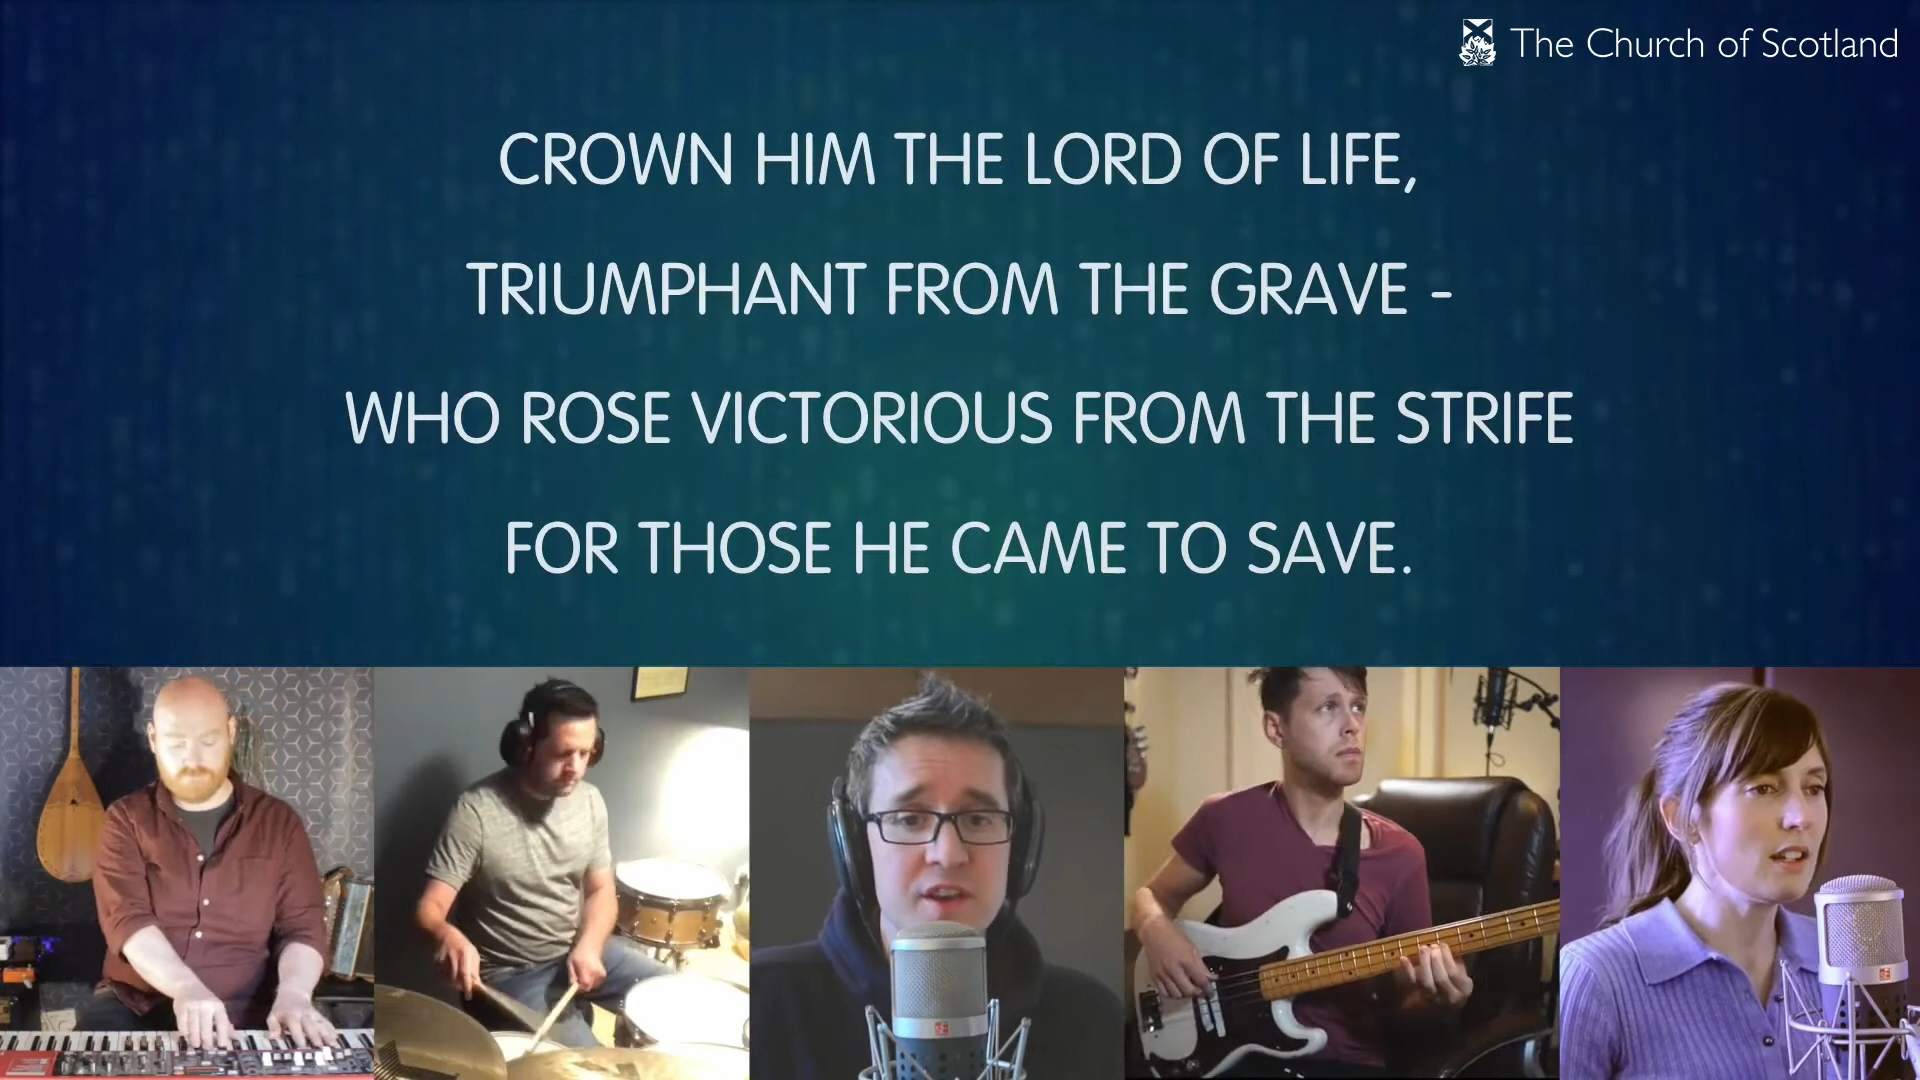 The Church of Scotland
CROWN HIM THE LORD OF LIFE,
TRIUMPHANT FROM THE GRAVE -
WHO ROSE VICTORIOUS FROM THE STRIFE
FOR THOSE HE CAME TO SAVE.